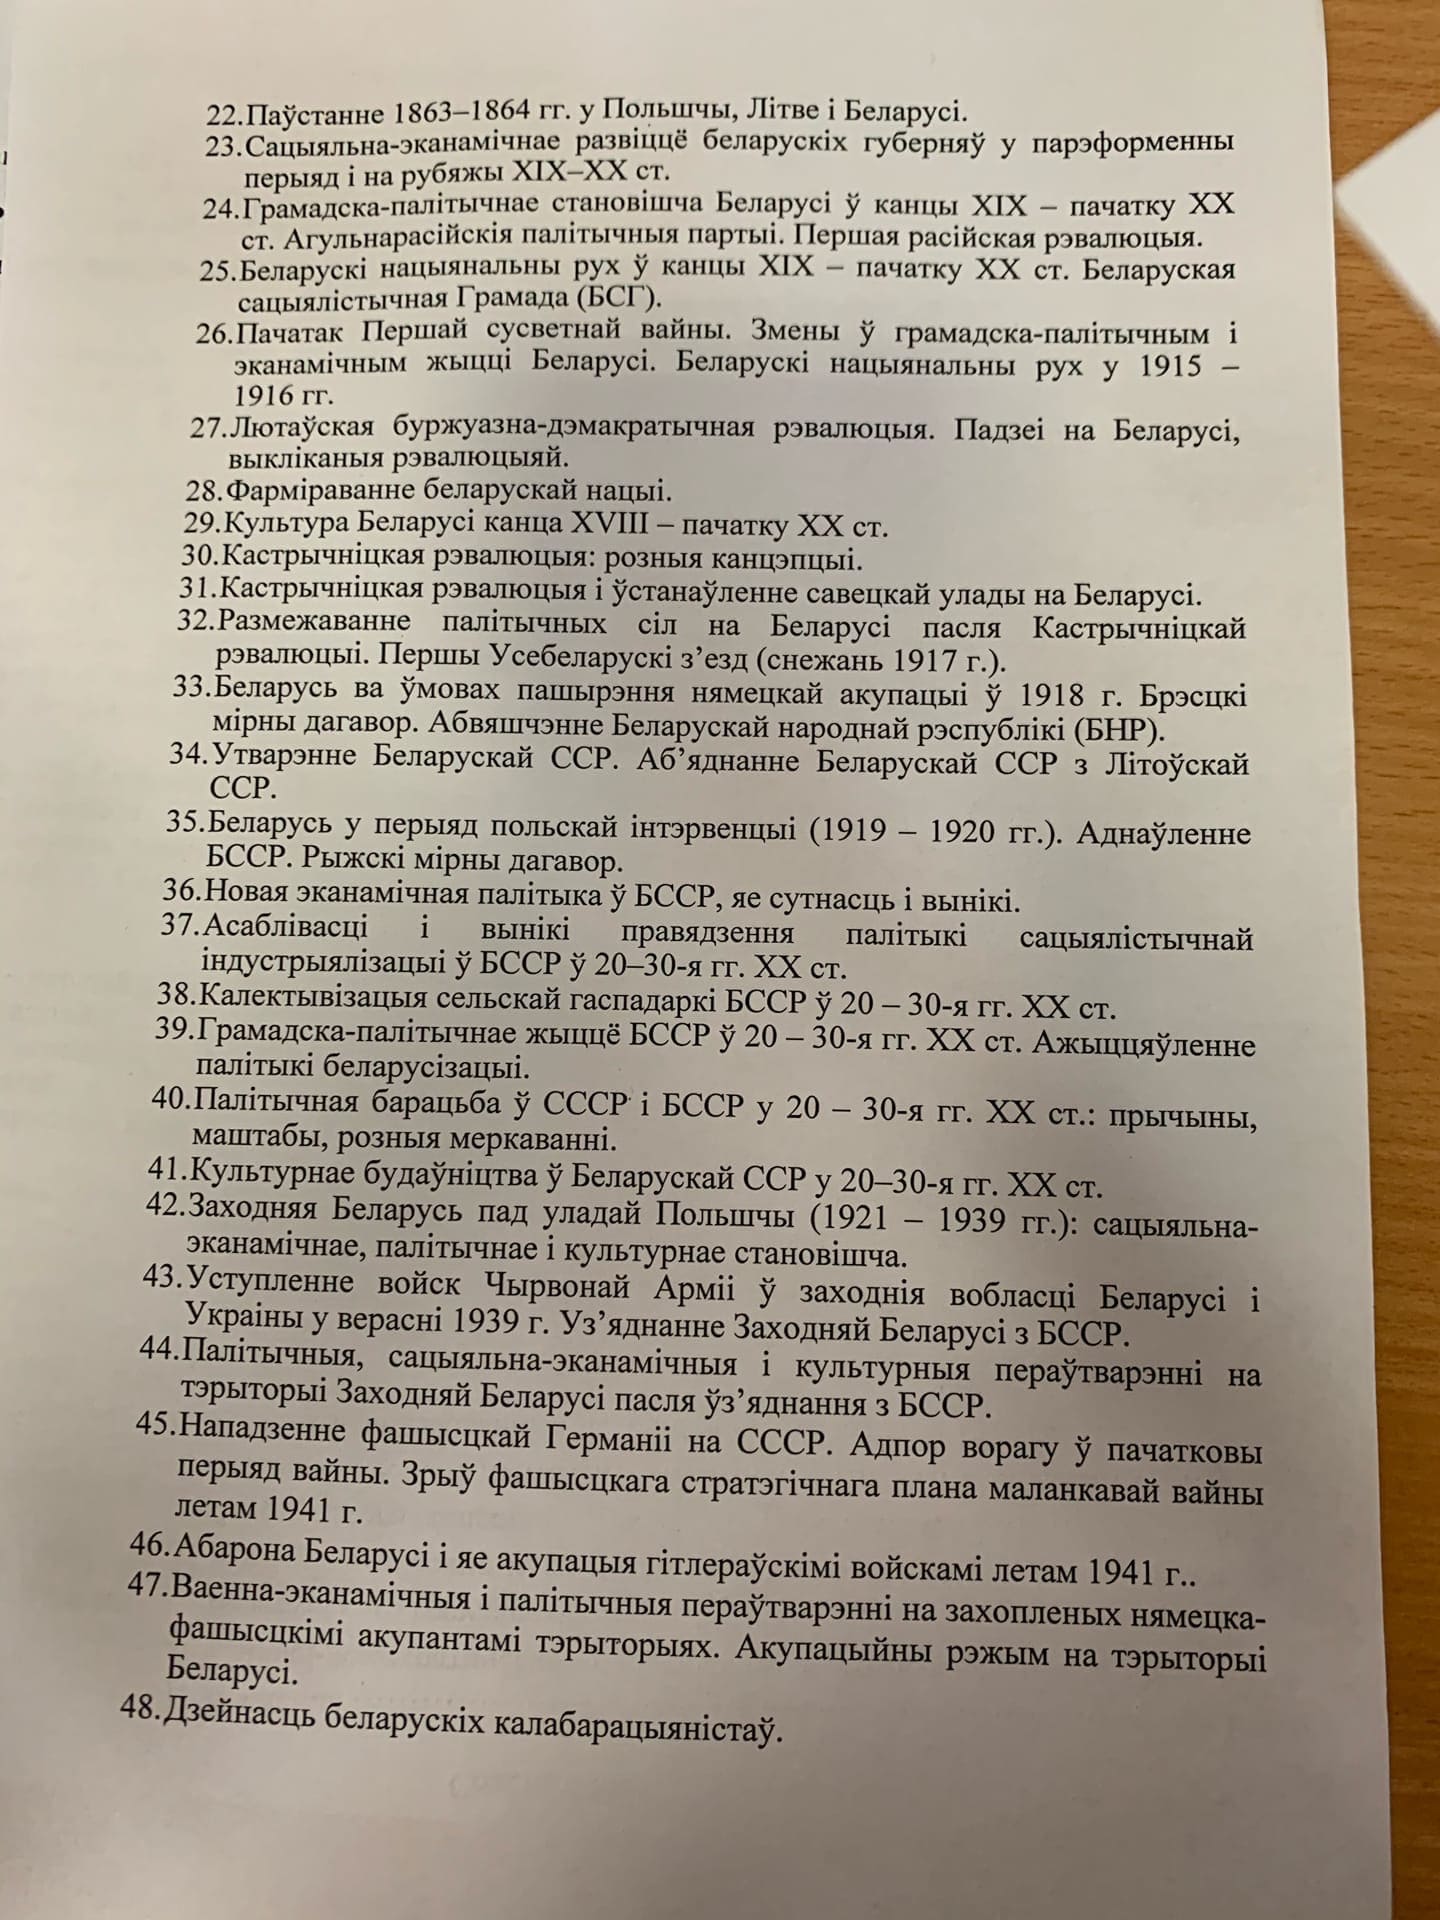 22.Паўстанне 1863–1864 гг. у Польшчы, Літве і Беларусі.
23.Сацыяльна-эканамічнае развіццё беларускіх губерняў у парэформенны
перыяд і на рубяжы XIX–XX ст.
24.Грамадска-палітычнае становішча Беларусі ў канцы XIX – пачатку XX
ст. Агульнарасійскія палітычныя партыі. Першая расійская рэвалюцыя.
25.Беларускі нацыянальны рух ў канцы XIX – пачатку XX ст. Беларуская
сацыялістычная Грамада (БСГ).
26.Пачатак Першай сусветнай вайны. Змены ў грамадска-палітычным і
эканамічным жыцці Беларусі. Беларускі нацыянальны рух у 1915 –
1916 гг.
27.Лютаўская буржуазна-дэмакратычная рэвалюцыя. Падзеі на Беларусі,
выкліканыя рэвалюцыяй.
28.Фарміраванне беларускай нацыі.
29.Культура Беларусі канца XVIII – пачатку XX ст.
30.Кастрычніцкая рэвалюцыя: розныя канцэпцыі.
31.Кастрычніцкая рэвалюцыя і ўстанаўленне савецкай улады на Беларусі.
32.Размежаванне палітычных сіл на Беларусі пасля Кастрычніцкай
рэвалюцыі. Першы Усебеларускі з’езд (снежань 1917 г.).
33.Беларусь ва ўмовах пашырэння нямецкай акупацыі ў 1918 г. Брэсцкі
мірны дагавор. Абвяшчэнне Беларускай народнай рэспублікі (БНР).
34.Утварэнне Беларускай ССР. Аб’яднанне Беларускай ССР з Літоўскай
ССР.
35.Беларусь у перыяд польскай інтэрвенцыі (1919 – 1920 гг.). Аднаўленне
БССР. Рыжскі мірны дагавор.
36.Новая эканамічная палітыка ў БССР, яе сутнасць і вынікі.
37.Асаблівасці і вынікі правядзення палітыкі сацыялістычнай
індустрыялізацыі ў БССР ў 20–30-я гг. XX ст.
38.Калектывізацыя сельскай гаспадаркі БССР ў 20 – 30-я гг. XX ст.
39.Грамадска-палітычнае жыццё БССР ў 20 – 30-я гг. XX ст. Ажыццяўленне
палітыкі беларусізацыі.
40.Палітычная барацьба ў СССР і БССР у 20 – 30-я гг. XX ст.: прычыны,
маштабы, розныя меркаванні.
41.Культурнае будаўніцтва ў Беларускай ССР у 20–30-я гг. XX ст.
42.Заходняя Беларусь пад уладай Польшчы (1921 – 1939 гг.): сацыяльна-
эканамічнае, палітычнае і культурнае становішча.
43.Уступленне войск Чырвонай Арміі ў заходнія вобласці Беларусі і
Украіны у верасні 1939 г. Уз’яднанне Заходняй Беларусі з БССР.
44.Палітычныя, сацыяльна-эканамічныя і культурныя пераўтварэнні на
тэрыторыі Заходняй Беларусі пасля ўз’яднання з БССР.
45.Нападзенне фашысцкай Германіі на СССР. Адпор ворагу ў пачатковы
перыяд вайны. Зрыў фашысцкага стратэгічнага плана маланкавай вайны
летам 1941 г.
46.Абарона Беларусі і яе акупацыя гітлераўскімі войскамі летам 1941 г..
47.Ваенна-эканамічныя і палітычныя пераўтварэнні на захопленых нямецка-
фашысцкімі акупантамі тэрыторыях. Акупацыйны рэжым на тэрыторыі
Беларусі.
48.Дзейнасць беларускіх калабарацыяністаў.